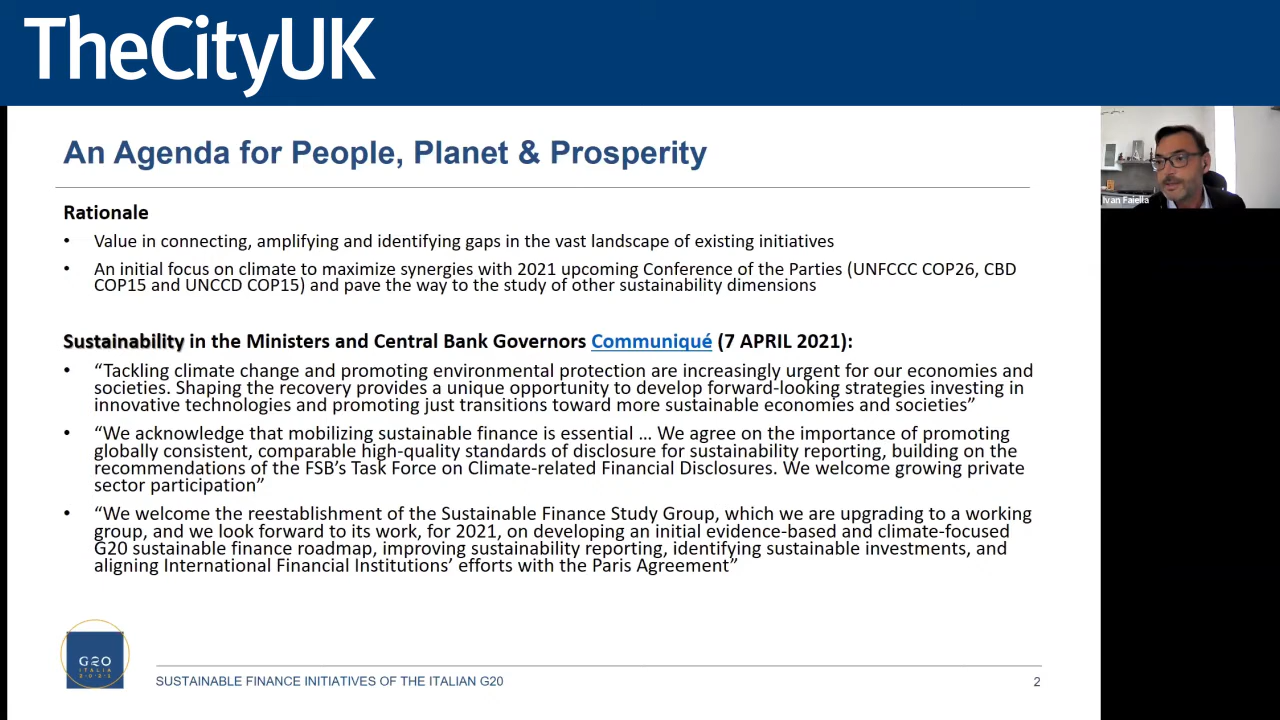 TheCityUK
An Agenda for People, Planet & Prosperity
Rationale
• Value in connecting, amplifying and identifying gaps in the vast landscape of existing initiatives
• An initial focus on climate to maximize synergies with 2021 upcoming Conference of the Parties (UNFCCC COP26, CBD
COP15 and UNCCD COP15) and pave the way to the study of other sustainability dimensions
Sustainability in the Ministers and Central Bank Governors Communiqué (7 APRIL 2021):
• “Tackling climate change and promoting environmental protection are increasingly urgent for our economies and
societies. Shaping the recovery provides a unique opportunity to develop forward-looking strategies investing in
innovative technologies and promoting just transitions toward more sustainable economies and societies”
• “We acknowledge that mobilizing sustainable finance is essential … We agree on the importance of promoting
globally consistent, comparable high-quality standards of disclosure for sustainability reporting, building on the
recommendations of the FSB’s Task Force on Climate-related Financial Disclosures. We welcome growing private
sector participation”
• “We welcome the reestablishment of the Sustainable Finance Study Group, which we are upgrading to a working
group, and we look forward to its work, for 2021, on developing an initial evidence-based and climate-focused
G20 sustainable finance roadmap, improving sustainability reporting, identifying sustainable investments, and
aligning International Financial Institutions’ efforts with the Paris Agreement”
G20
ITALIA
2021
SUSTAINABLE FINANCE INITIATIVES OF THE ITALIAN G20
2
Ivan Faiella